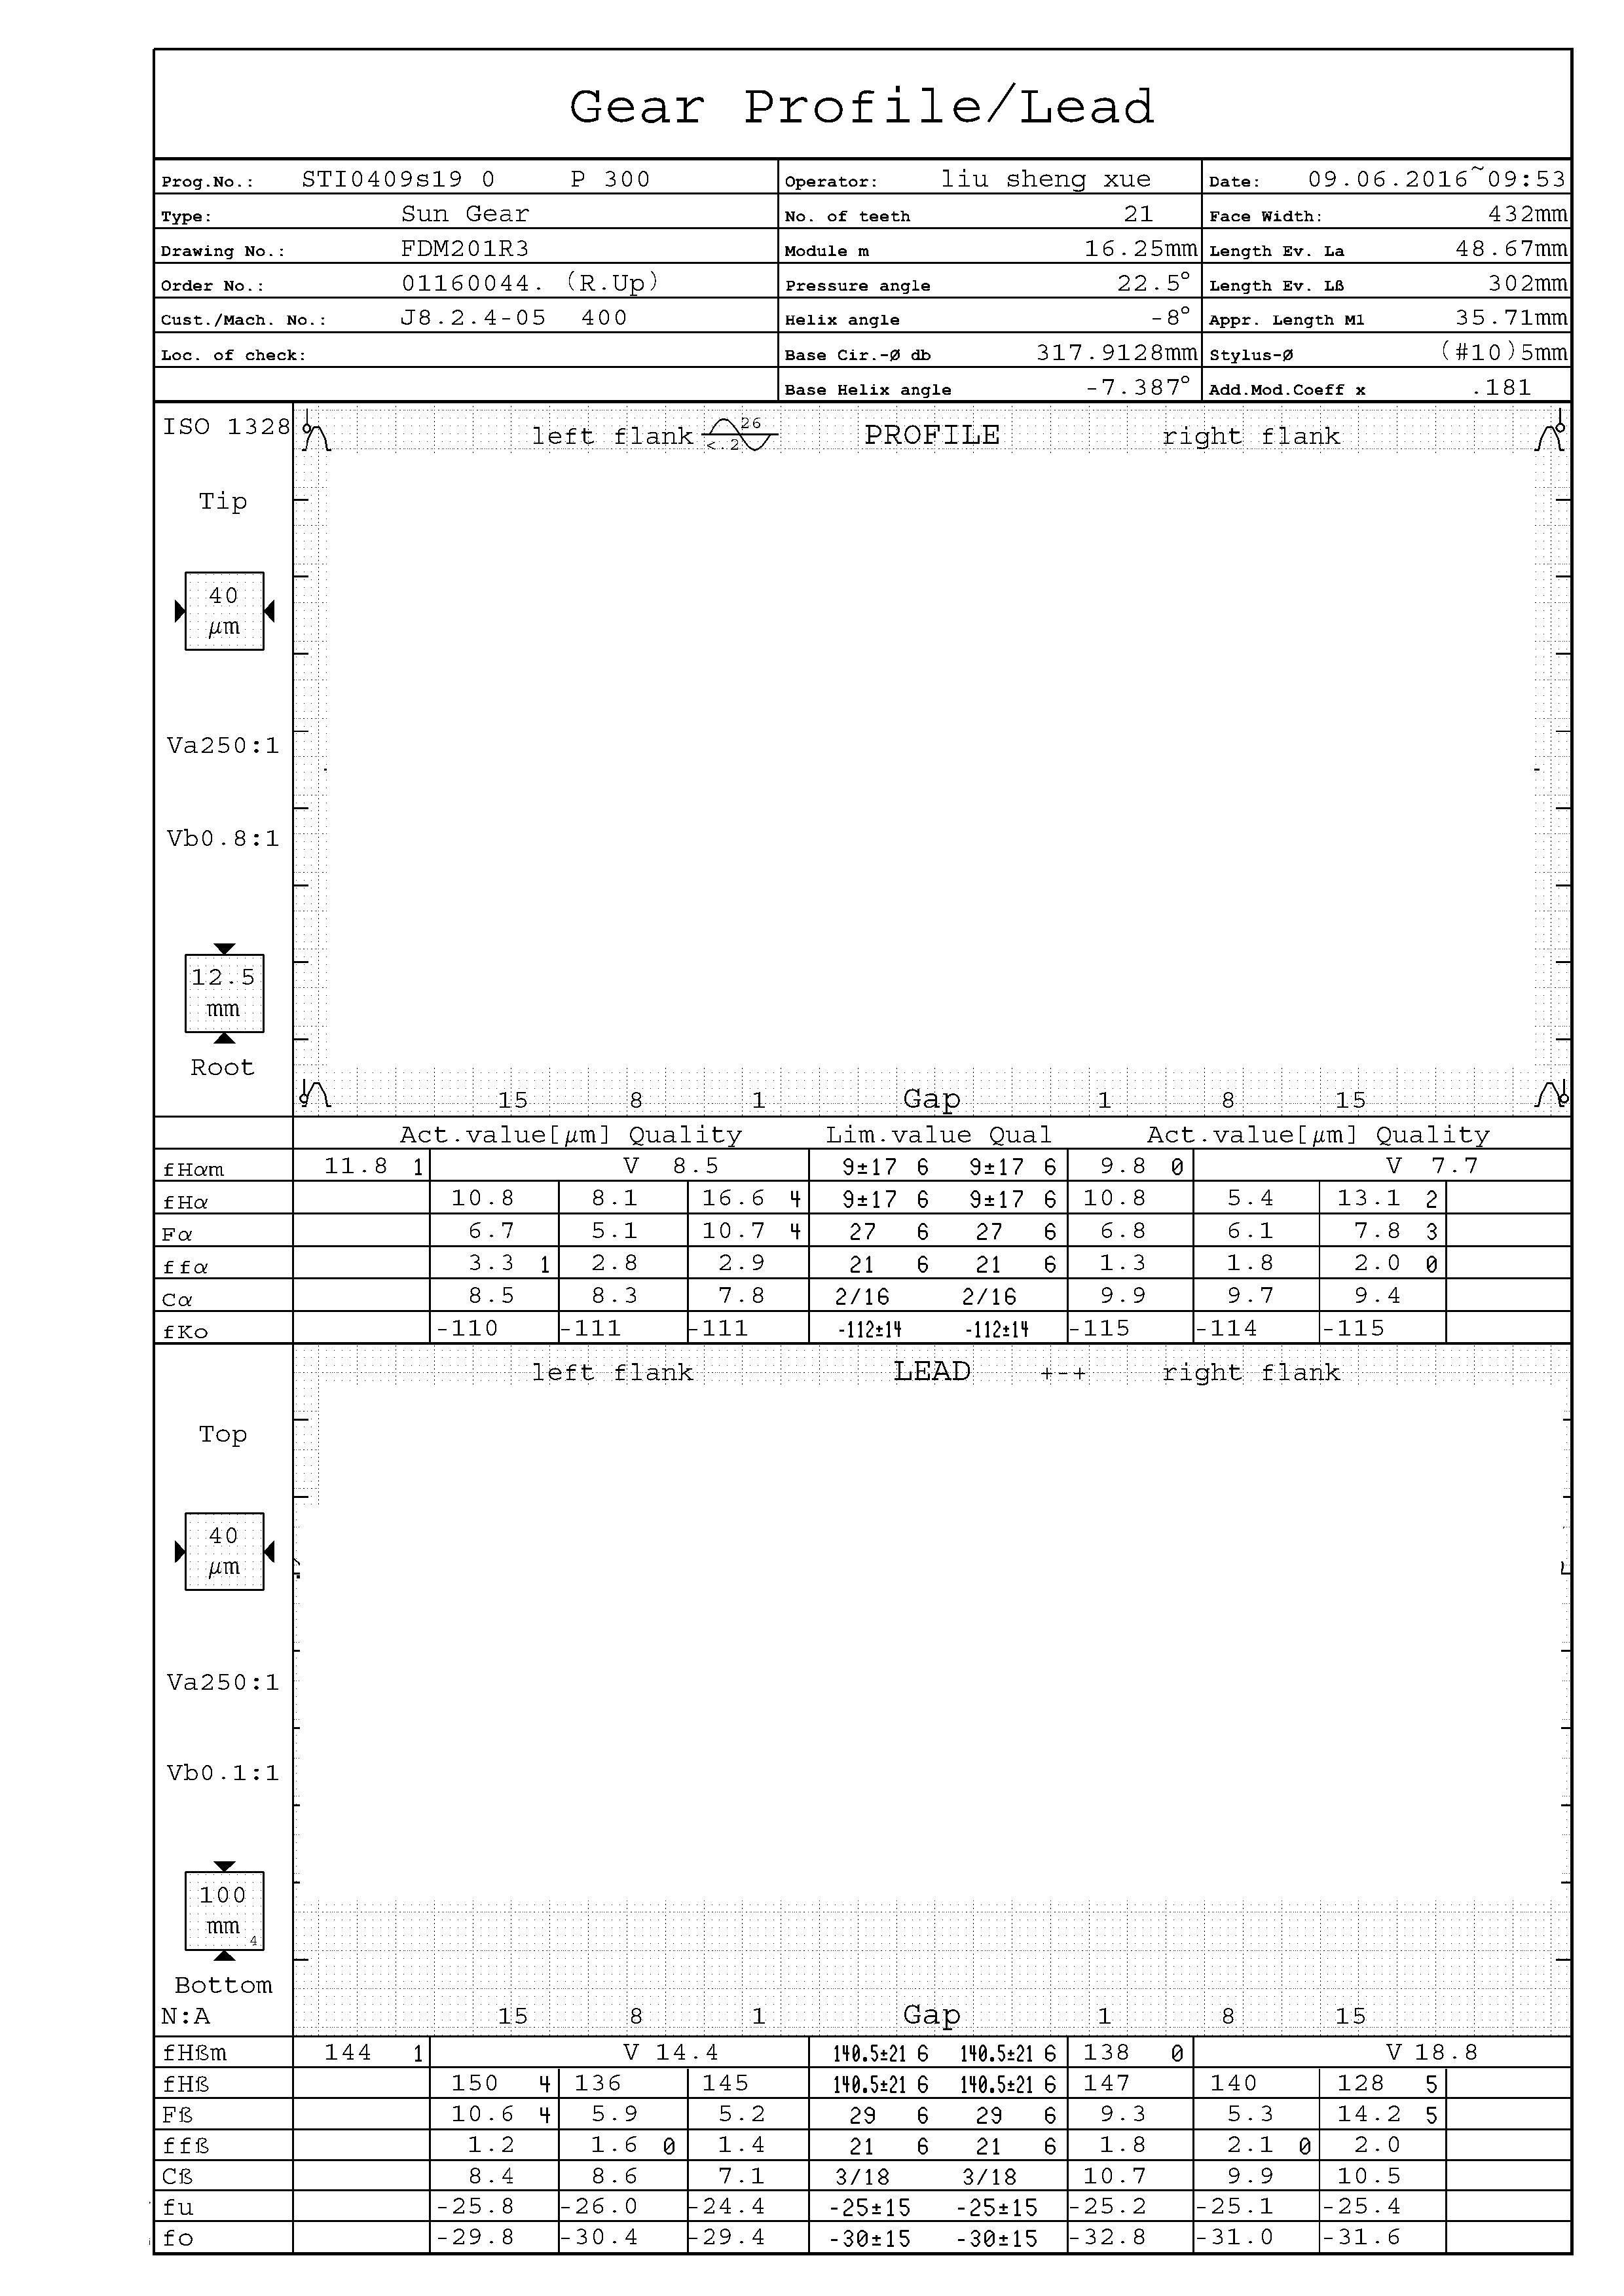 Gear Profile/Lead
Prog.No.: STI0409s19 0 P 300 Operator: liu sheng xue Date: 09.06.2016~09:53
Type: Sun Gear No. of teeth 21 Face Width: 432mm
Drawing No.: FDM201R3 Module m 16.25mm Length Ev. La 48.67mm
Order No.: 01160044. (R.Up) Pressure angle 22.5° Length Ev. Lß 302mm
Cust./Mach. No.: J8.2.4-05 400 Helix angle -8° Appr. Length M1 35.71mm
Loc. of check: Base Cir.-Ø db 317.9128mm Stylus-Ø (#10)5mm
Base Helix angle -7.387° Add.Mod.Coeff x .181
ISO 1328 left flank 26 <.2 PROFILE right flank
Tip
40
µm
Va250:1
Vb0.8:1
12.5
mm
Root
15 8 1 Gap 1 8 15
Act.value[µm] Quality Lim.value Qual Act.value[µm] Quality
fHαm 11.8 1 V 8.5 9±17 6 9±17 6 9.8 0 V 7.7
fHα 10.8 8.1 16.6 4 9±17 6 9±17 6 10.8 5.4 13.1 2
Fα 6.7 5.1 10.7 4 27 6 27 6 6.8 6.1 7.8 3
ffα 3.3 1 2.8 2.9 21 6 21 6 1.3 1.8 2.0 0
Cα 8.5 8.3 7.8 2/16 2/16 9.9 9.7 9.4
fKo -110 -111 -111 -112±14 -112±14 -115 -114 -115
left flank LEAD +-+ right flank
Top
40
µm
Va250:1
Vb0.1:1
100
mm 4
Bottom
N:A 15 8 1 Gap 1 8 15
fHßm 144 1 V 14.4 140.5±21 6 140.5±21 6 138 0 V 18.8
fHß 150 4 136 145 140.5±21 6 140.5±21 6 147 140 128 5
Fß 10.6 4 5.9 5.2 29 6 29 6 9.3 5.3 14.2 5
ffß 1.2 1.6 0 1.4 21 6 21 6 1.8 2.1 0 2.0
Cß 8.4 8.6 7.1 3/18 3/18 10.7 9.9 10.5
fu -25.8 -26.0 -24.4 -25±15 -25±15 -25.2 -25.1 -25.4
fo -29.8 -30.4 -29.4 -30±15 -30±15 -32.8 -31.0 -31.6